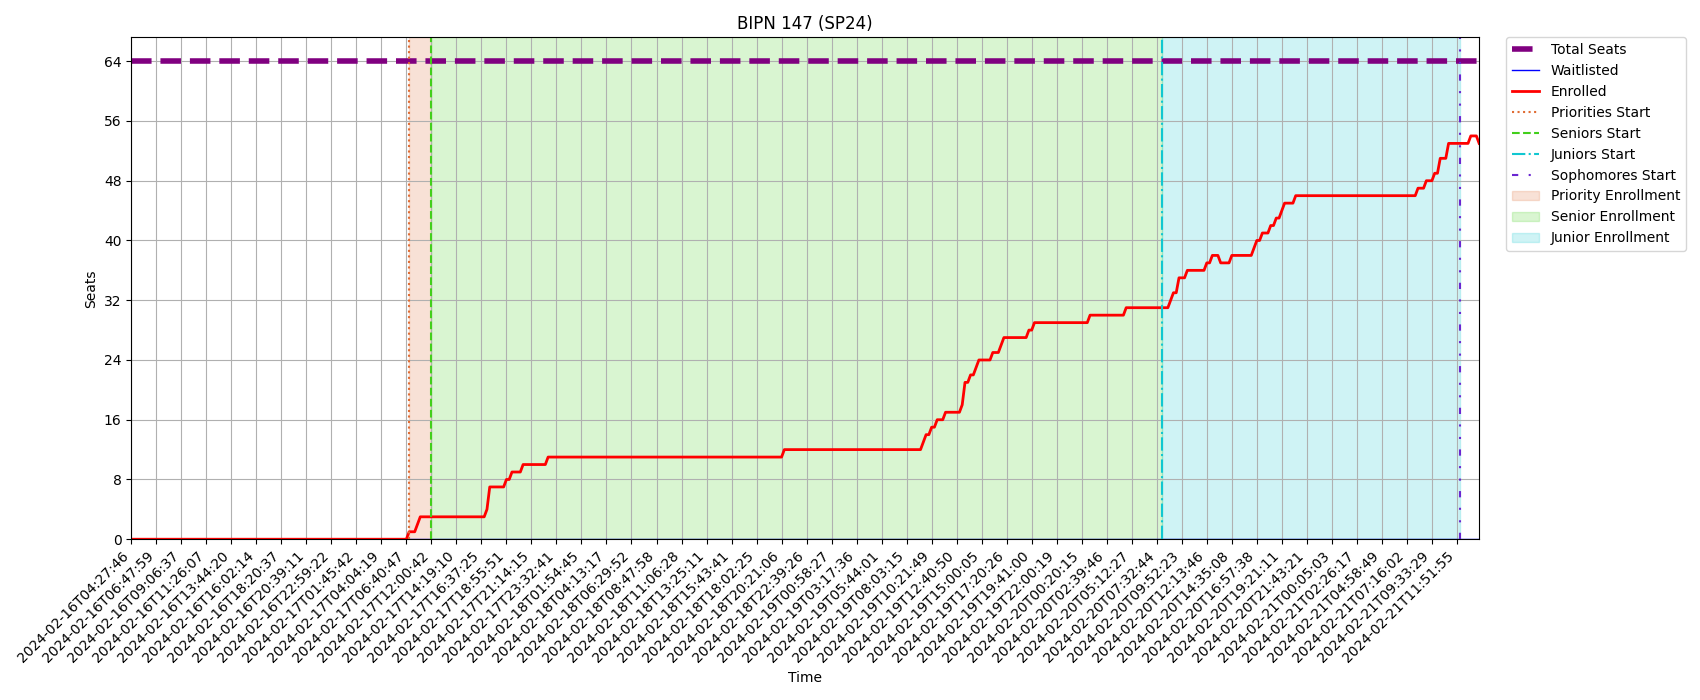 BIPN 147 (SP24)
Seats
64
56
48
40
32
24
16
8
0
2024-02-16T04:27:46
2024-02-16T06:47:59
2024-02-16T09:06:37
2024-02-16T11:26:07
2024-02-16T13:44:20
2024-02-16T16:02:14
2024-02-16T18:20:37
2024-02-16T20:39:11
2024-02-16T22:59:22
2024-02-17T01:45:42
2024-02-17T04:04:19
2024-02-17T06:40:47
2024-02-17T12:00:42
2024-02-17T14:19:10
2024-02-17T16:37:25
2024-02-17T18:55:51
2024-02-17T21:14:15
2024-02-17T23:32:41
2024-02-18T01:54:45
2024-02-18T04:13:17
2024-02-18T06:29:52
2024-02-18T08:47:58
2024-02-18T11:06:28
2024-02-18T13:25:11
2024-02-18T15:43:41
2024-02-18T18:02:25
2024-02-18T20:21:06
2024-02-18T22:39:26
2024-02-19T00:58:27
2024-02-19T03:17:36
2024-02-19T05:44:01
2024-02-19T08:03:15
2024-02-19T10:21:49
2024-02-19T12:40:50
2024-02-19T15:00:05
2024-02-19T17:20:26
2024-02-19T19:41:00
2024-02-19T22:00:19
2024-02-20T00:20:15
2024-02-20T02:39:46
2024-02-20T05:12:27
2024-02-20T07:32:44
2024-02-20T09:52:23
2024-02-20T12:13:46
2024-02-20T14:35:08
2024-02-20T16:57:38
2024-02-20T19:21:11
2024-02-20T21:43:21
2024-02-21T00:05:03
2024-02-21T02:26:17
2024-02-21T04:58:49
2024-02-21T07:16:02
2024-02-21T09:33:29
2024-02-21T11:51:55
Time
Total Seats
Waitlisted
Enrolled
Priorities Start
Seniors Start
Juniors Start
Sophomores Start
Priority Enrollment
Senior Enrollment
Junior Enrollment